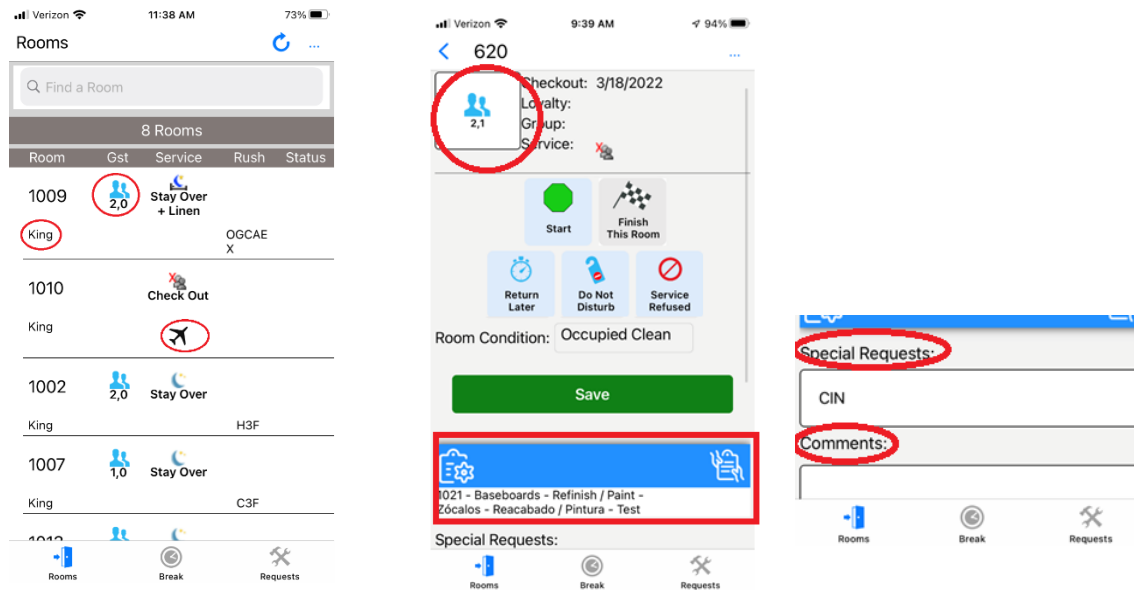 Verizon 11:38 AM 73%
Rooms ...
Find a Room
8 Rooms
Room Gst Service Rush Status
1009 2,0 Stay Over
+ Linen
King OGCAE
X
1010 Check Out
King
1002 2,0 Stay Over
King H3F
1007 1,0 Stay Over
King C3F
Rooms Break Requests
Verizon 9:39 AM 94%
620 ...
2,1
Checkout: 3/18/2022
Loyalty:
Group:
Service:
Start
Finish
This Room
Return
Later
Do Not
Disturb
Service
Refused
Room Condition: Occupied Clean
Save
1021 - Baseboards - Refinish / Paint -
Zócalos - Reacabado / Pintura - Test
Special Requests:
Rooms Break Requests
Special Requests:
CIN
Comments:
Rooms Break Requests